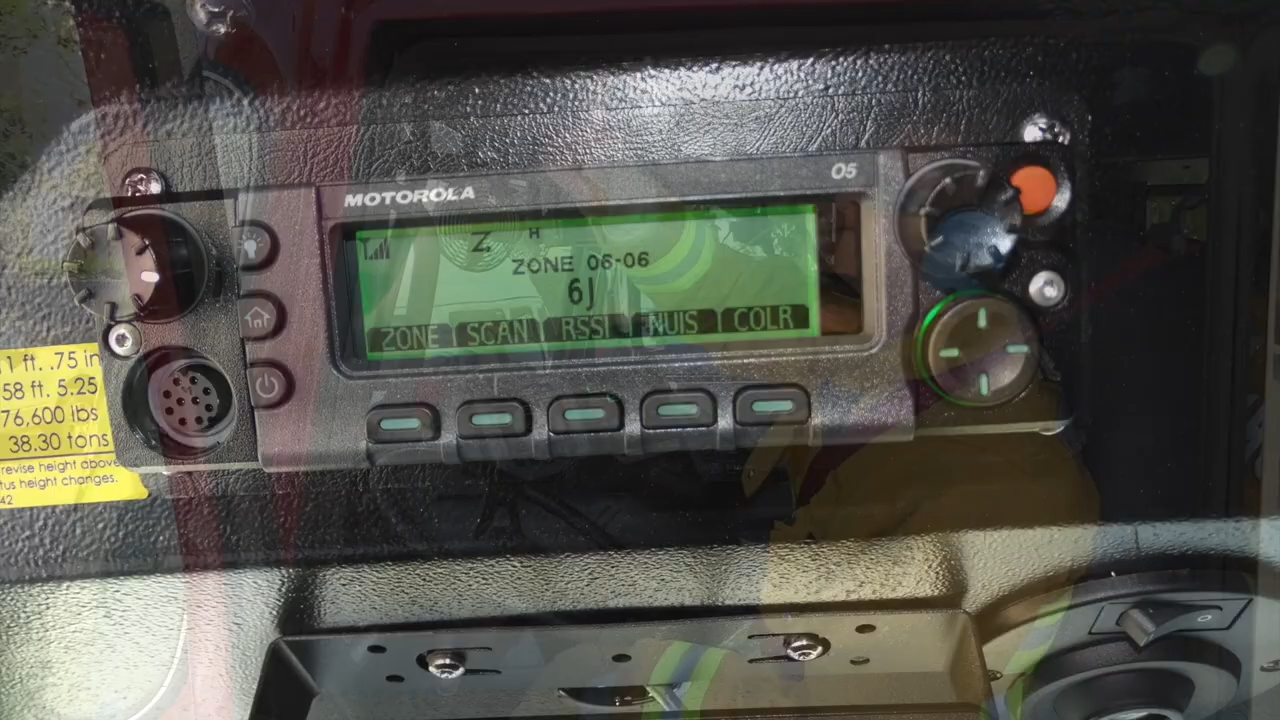 MOTOROLA O5
Z H
ZONE 06-06
6J
ZONE SCAN RSSI NUIS COLR
1 ft. .75 in
58 ft. 5.25
76,600 lbs
38.30 tons
revise height above
tus height changes.
42